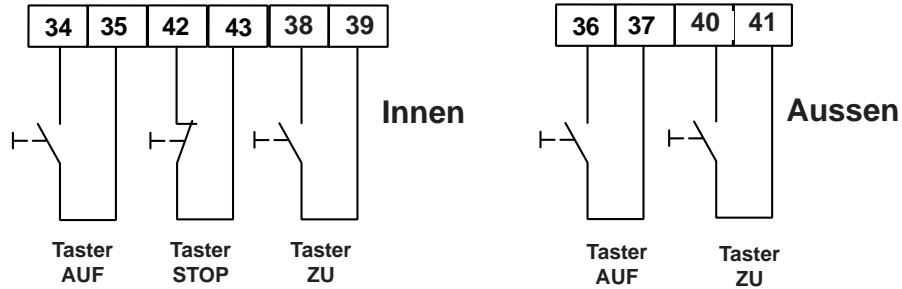 34 35 42 43 38 39
36 37 40 41
Innen
Aussen
Taster AUF
Taster STOP
Taster ZU
Taster AUF
Taster ZU